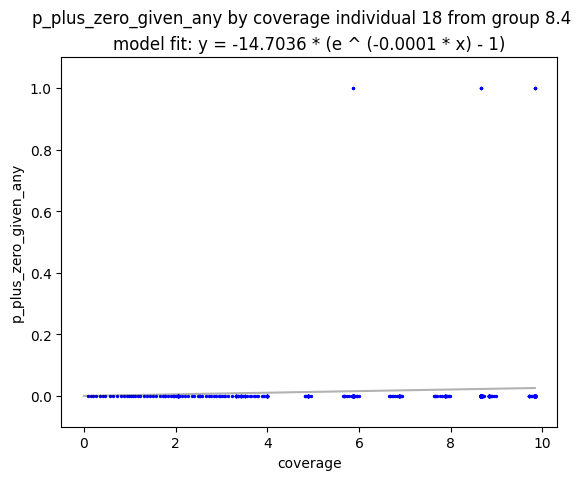 p_plus_zero_given_any by coverage individual 18 from group 8.4
model fit: y = -14.7036 * (e ^ (-0.0001 * x) - 1)
p_plus_zero_given_any
1.0
0.8
0.6
0.4
0.2
0.0
0 2 4 6 8 10
coverage